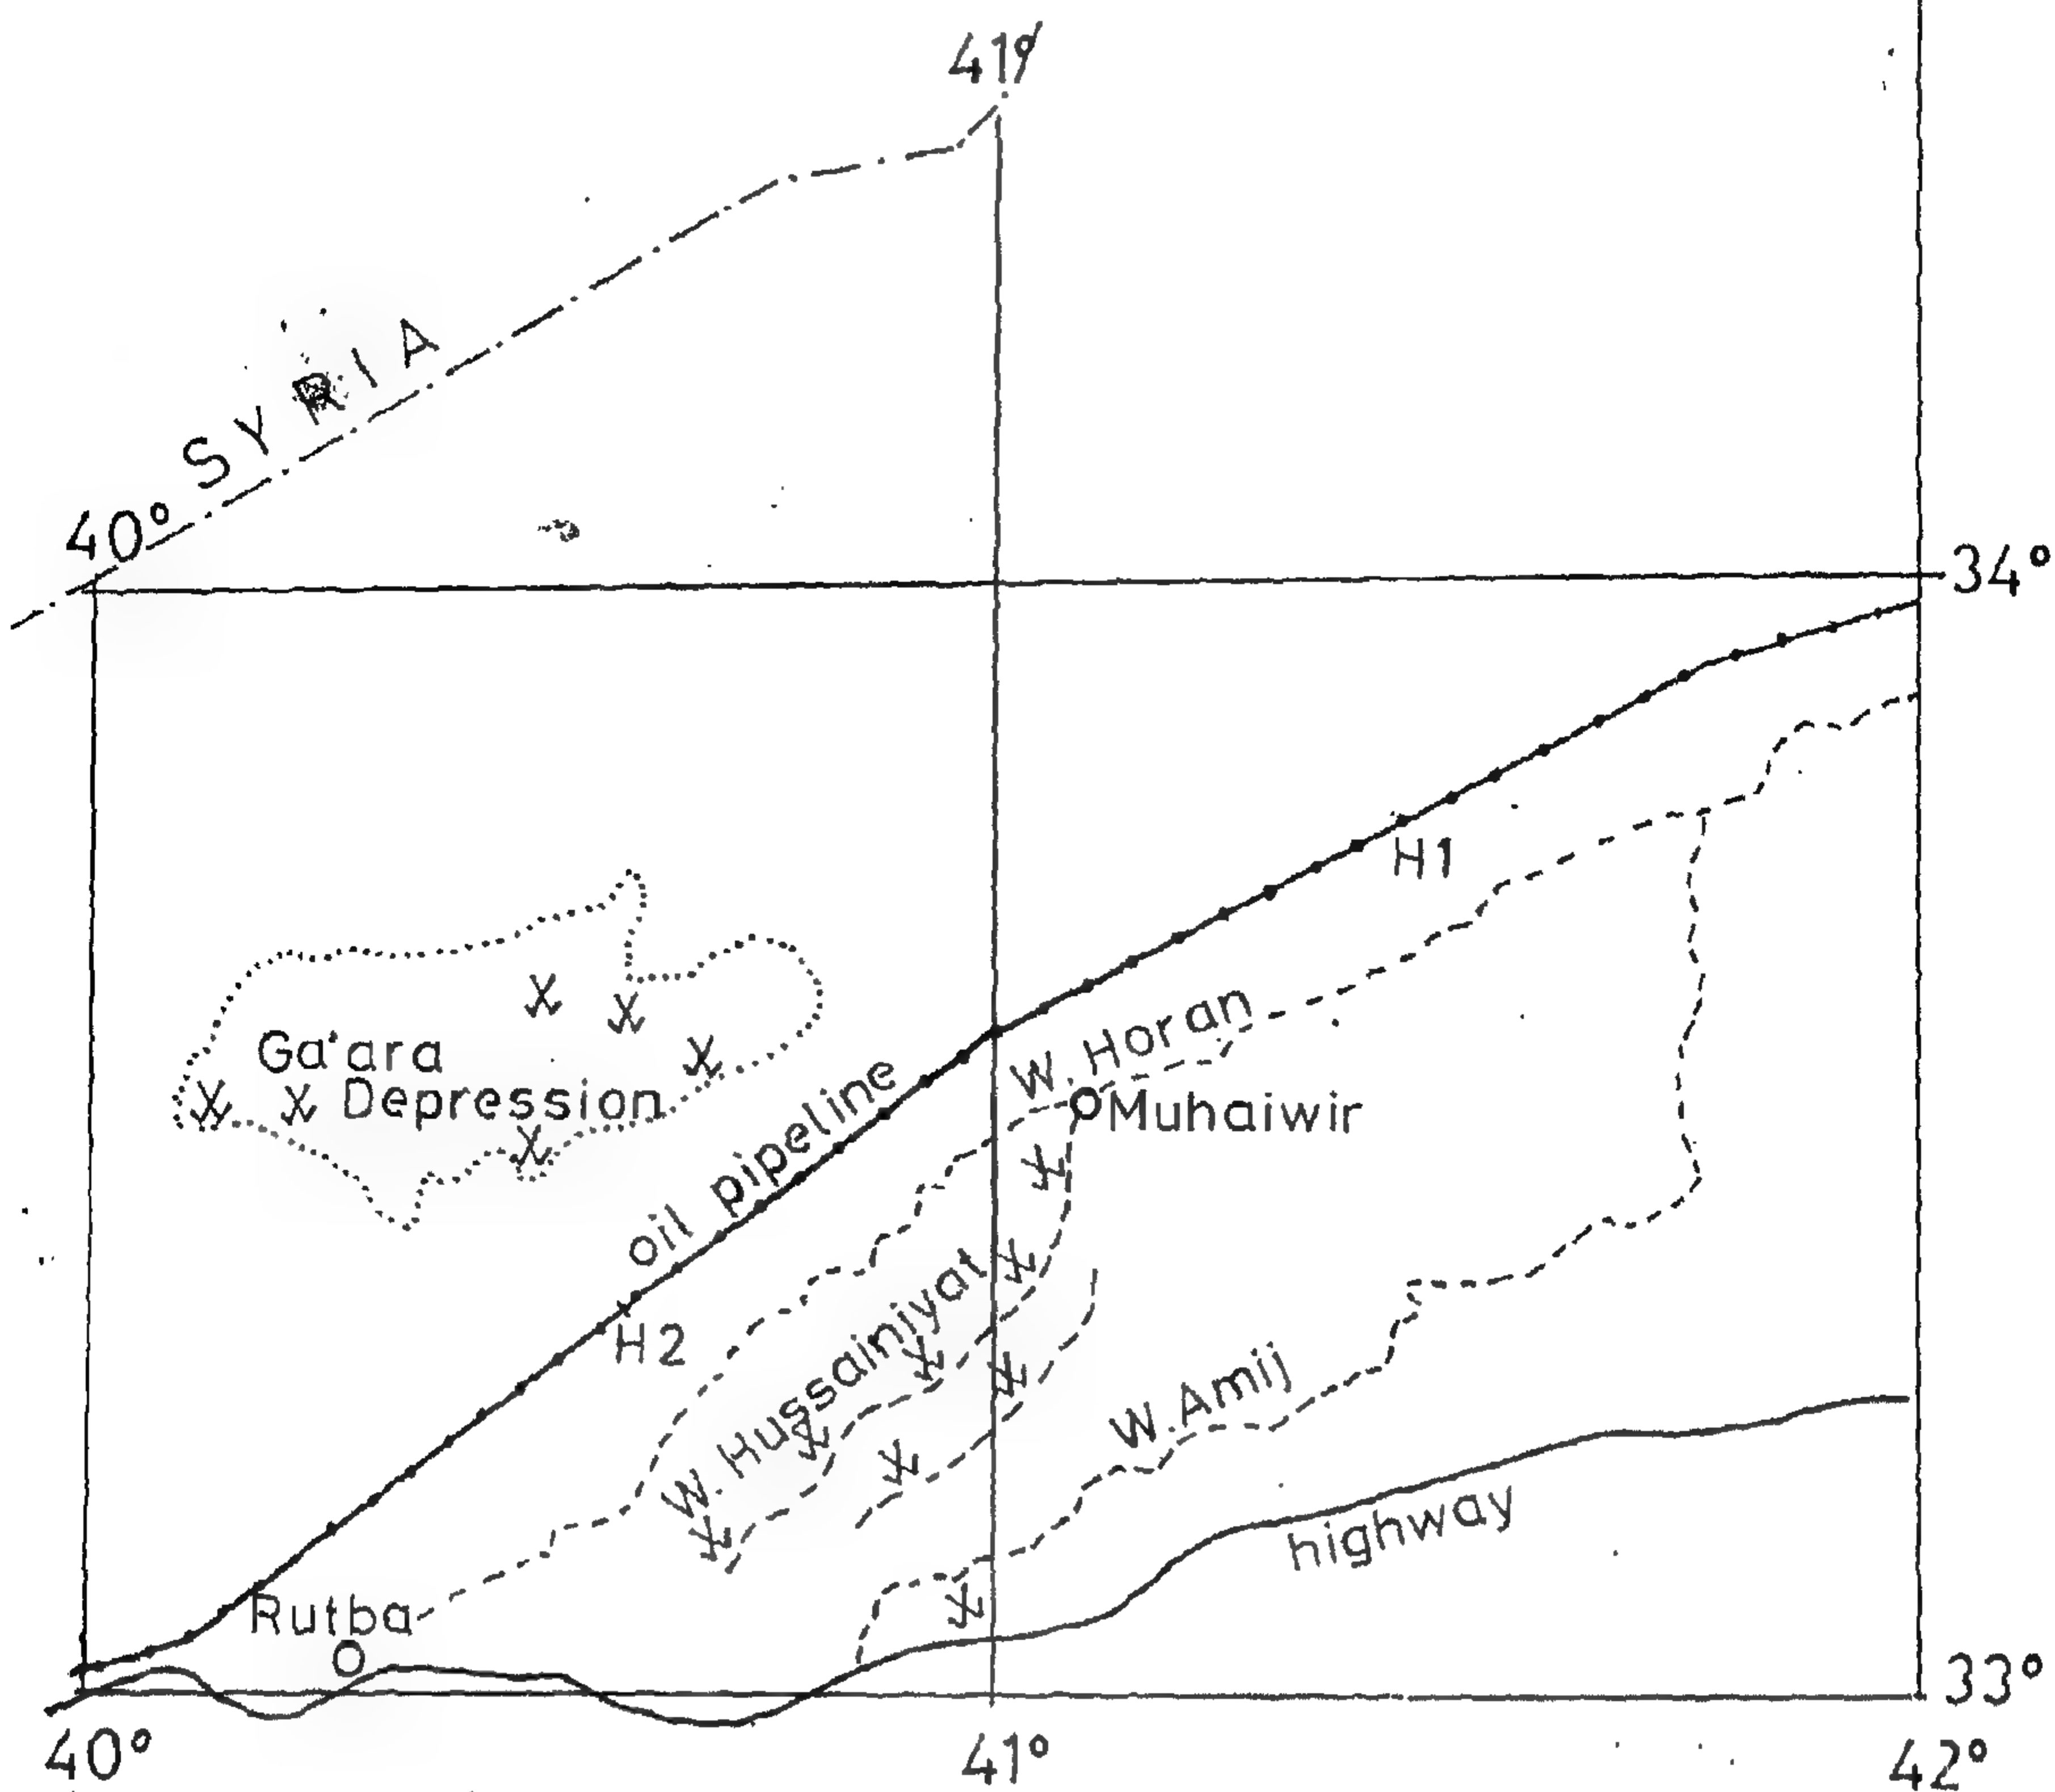 41°
SYRIA
40°
34°
H1
W. Horan
Ga'ara
Depression
Muhaiwir
oil pipeline
H2
W. Hussainiyat
W. Amij
highway
Rutba
33°
40°
41°
42°